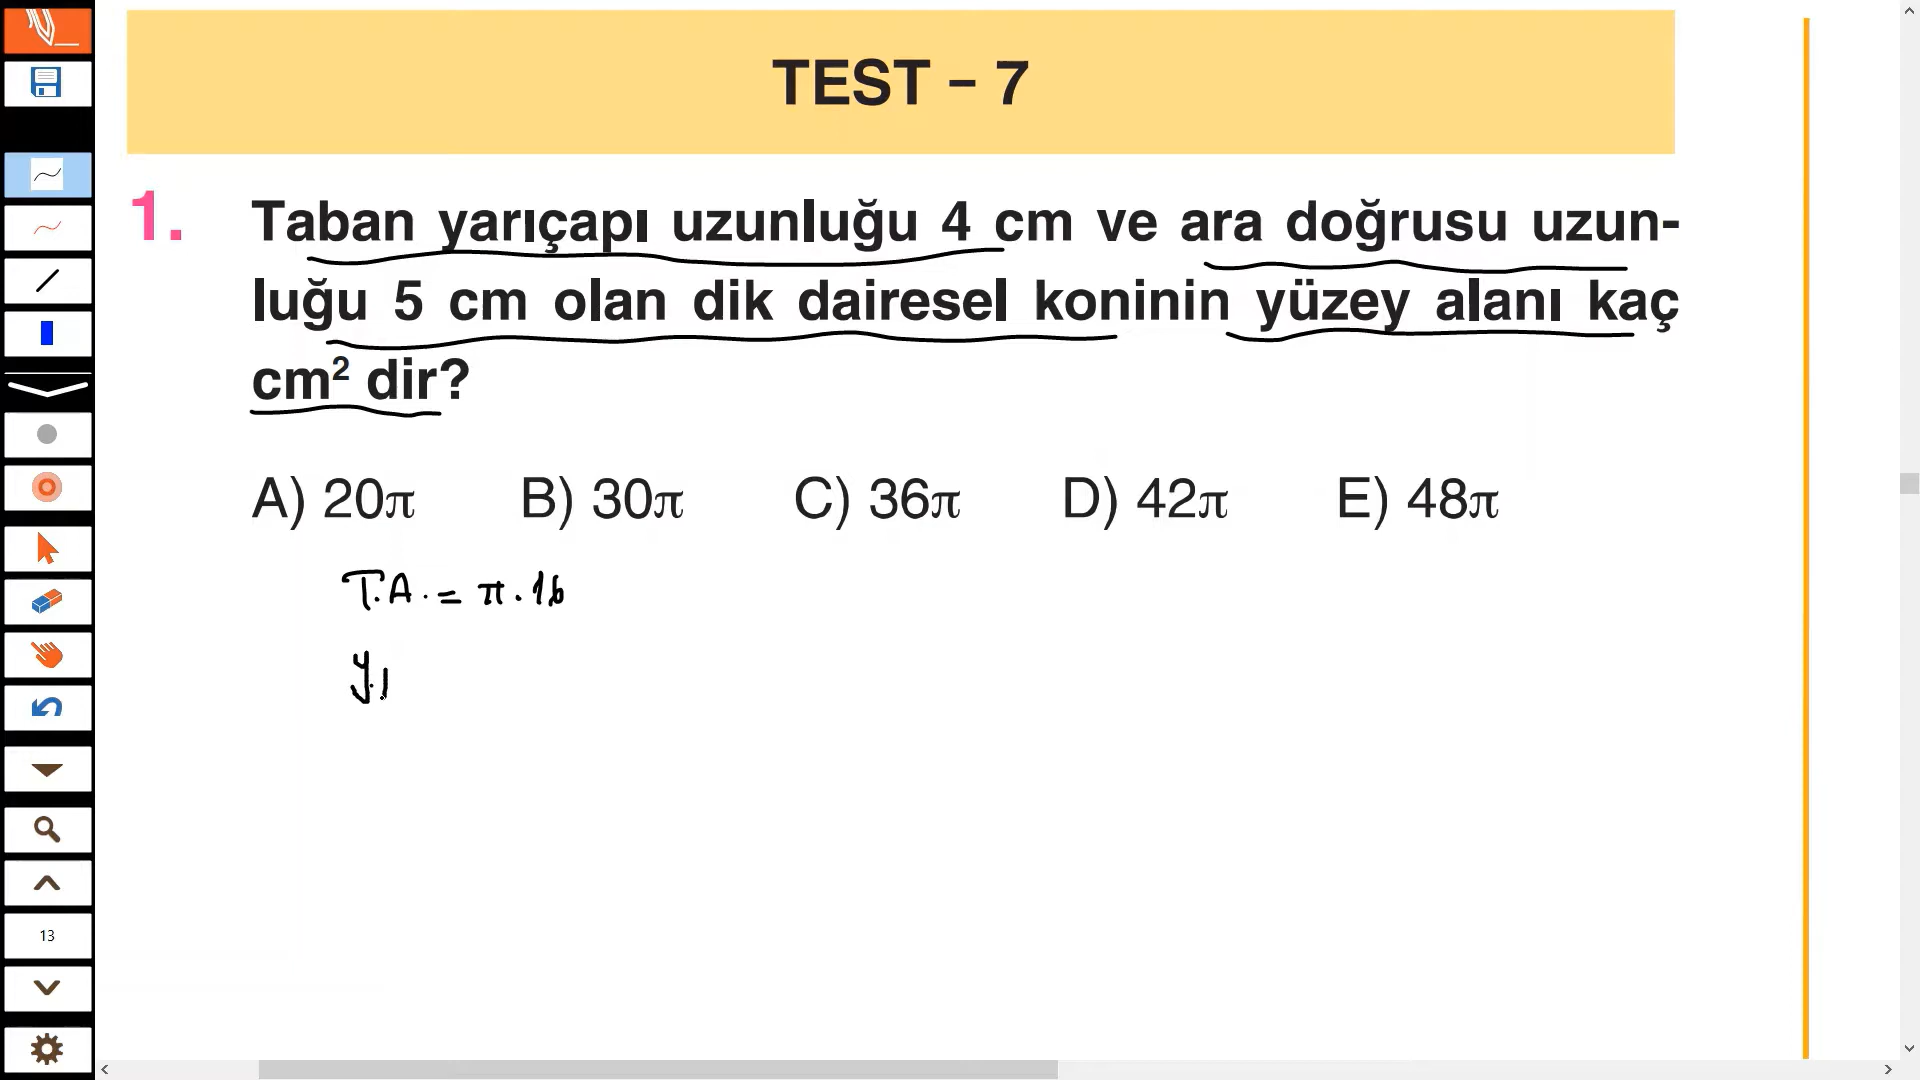 TEST – 7
1. Taban yarıçapı uzunluğu 4 cm ve ara doğrusu uzun-
luğu 5 cm olan dik dairesel koninin yüzey alanı kaç
cm² dir?
A) 20π B) 30π C) 36π D) 42π E) 48π
T.A. = π.16
y.
13